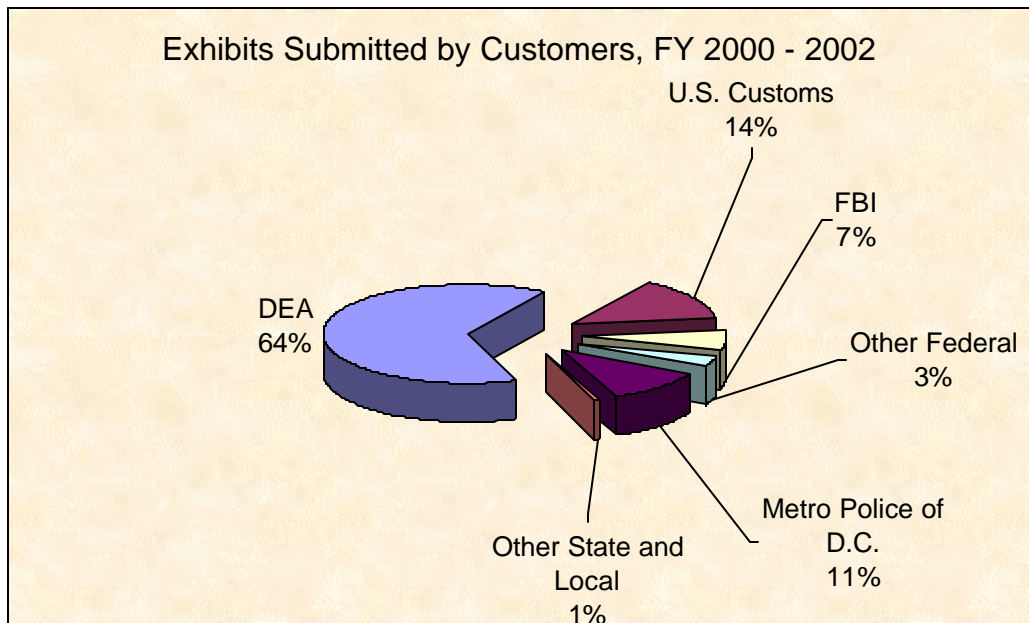 Exhibits Submitted by Customers, FY 2000 - 2002
U.S. Customs
14%
FBI
7%
DEA
64%
Other Federal
3%
Metro Police of
D.C.
11%
Other State and
Local
1%